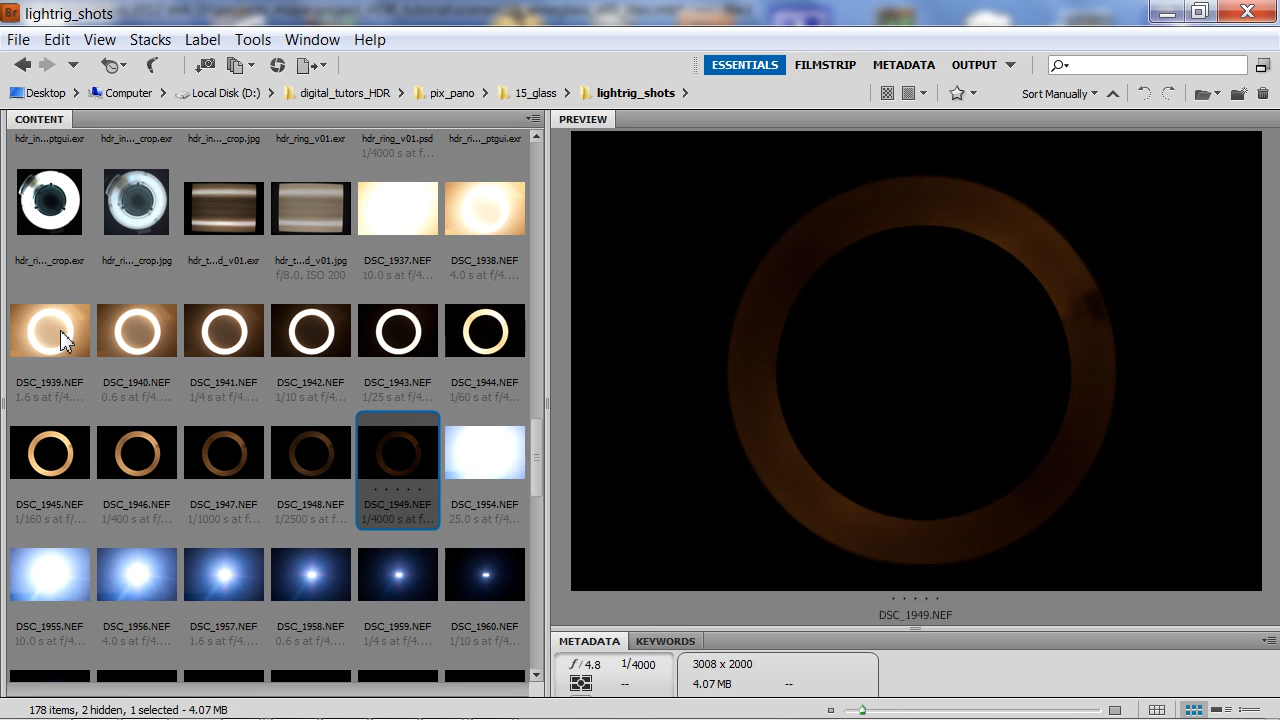 Br lightrig_shots
File Edit View Stacks Label Tools Window Help
ESSENTIALS FILMSTRIP METADATA OUTPUT
Desktop Computer Local Disk (D:) digital_tutors_HDR pix_pano 15_glass lightrig_shots Sort Manually
CONTENT
hdr_in...ptgui.exr hdr_in..._crop.exr hdr_in..._crop.jpg hdr_ring_v01.exr hdr_ring_v01.psd hdr_ri...ptgui.exr
1/4000 s at f...
hdr_ri..._crop.exr hdr_ri..._crop.jpg hdr_t...d_v01.exr hdr_t...d_v01.jpg DSC_1937.NEF DSC_1938.NEF
f/8.0, ISO 200 10.0 s at f/4... 4.0 s at f/4....
DSC_1939.NEF DSC_1940.NEF DSC_1941.NEF DSC_1942.NEF DSC_1943.NEF DSC_1944.NEF
1.6 s at f/4.... 0.6 s at f/4.... 1/4 s at f/4.... 1/10 s at f/4... 1/25 s at f/4... 1/60 s at f/4...
DSC_1945.NEF DSC_1946.NEF DSC_1947.NEF DSC_1948.NEF DSC_1949.NEF DSC_1954.NEF
1/160 s at f/... 1/400 s at f/... 1/1000 s at f... 1/2500 s at f... 1/4000 s at f... 25.0 s at f/4...
DSC_1955.NEF DSC_1956.NEF DSC_1957.NEF DSC_1958.NEF DSC_1959.NEF DSC_1960.NEF
10.0 s at f/4... 4.0 s at f/4.... 1.6 s at f/4.... 0.6 s at f/4.... 1/4 s at f/4.... 1/10 s at f/4...
PREVIEW
DSC_1949.NEF
METADATA KEYWORDS
f/4.8 1/4000 3008 x 2000
-- 4.07 MB --
178 items, 2 hidden, 1 selected - 4.07 MB